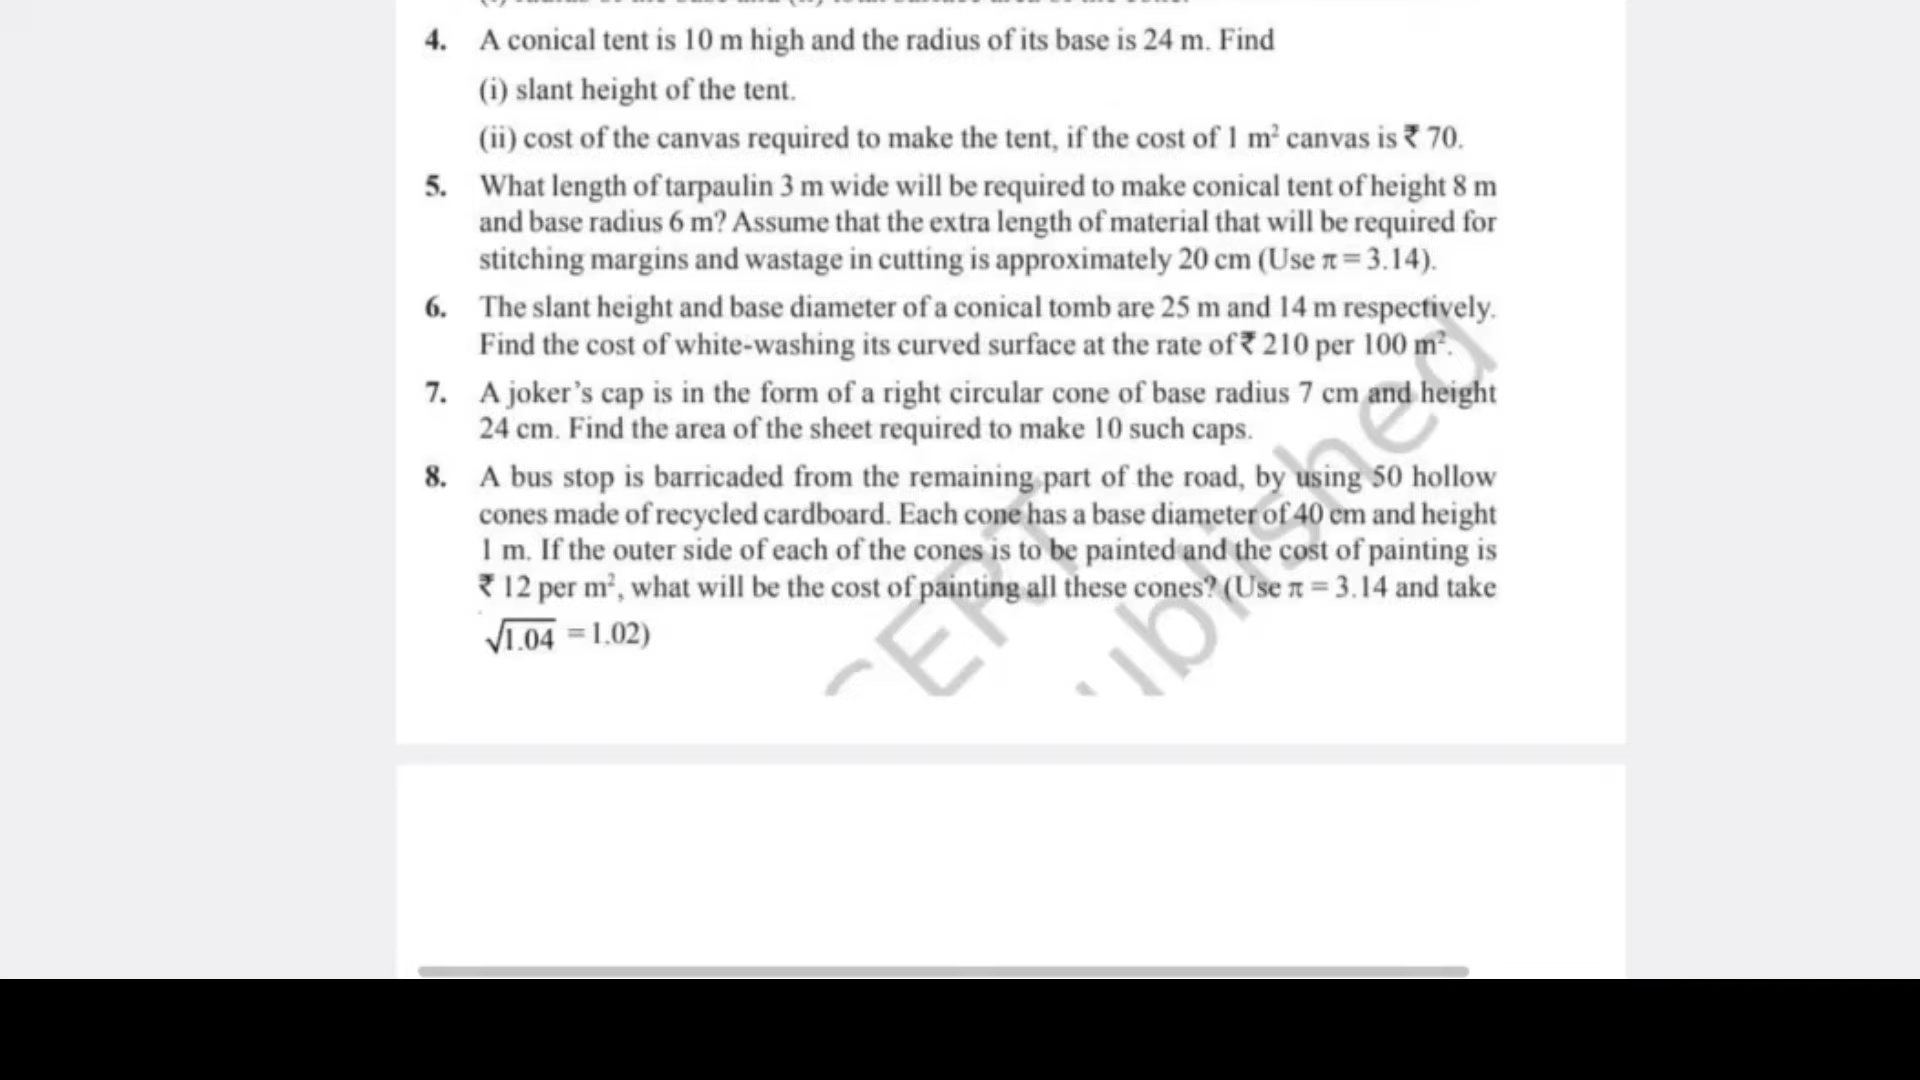 4. A conical tent is 10 m high and the radius of its base is 24 m. Find
(i) slant height of the tent.
(ii) cost of the canvas required to make the tent, if the cost of 1 m² canvas is ₹ 70.
5. What length of tarpaulin 3 m wide will be required to make conical tent of height 8 m
and base radius 6 m? Assume that the extra length of material that will be required for
stitching margins and wastage in cutting is approximately 20 cm (Use π = 3.14).
6. The slant height and base diameter of a conical tomb are 25 m and 14 m respectively.
Find the cost of white-washing its curved surface at the rate of ₹ 210 per 100 m².
7. A joker’s cap is in the form of a right circular cone of base radius 7 cm and height
24 cm. Find the area of the sheet required to make 10 such caps.
8. A bus stop is barricaded from the remaining part of the road, by using 50 hollow
cones made of recycled cardboard. Each cone has a base diameter of 40 cm and height
1 m. If the outer side of each of the cones is to be painted and the cost of painting is
₹ 12 per m², what will be the cost of painting all these cones? (Use π = 3.14 and take
√1.04 = 1.02)